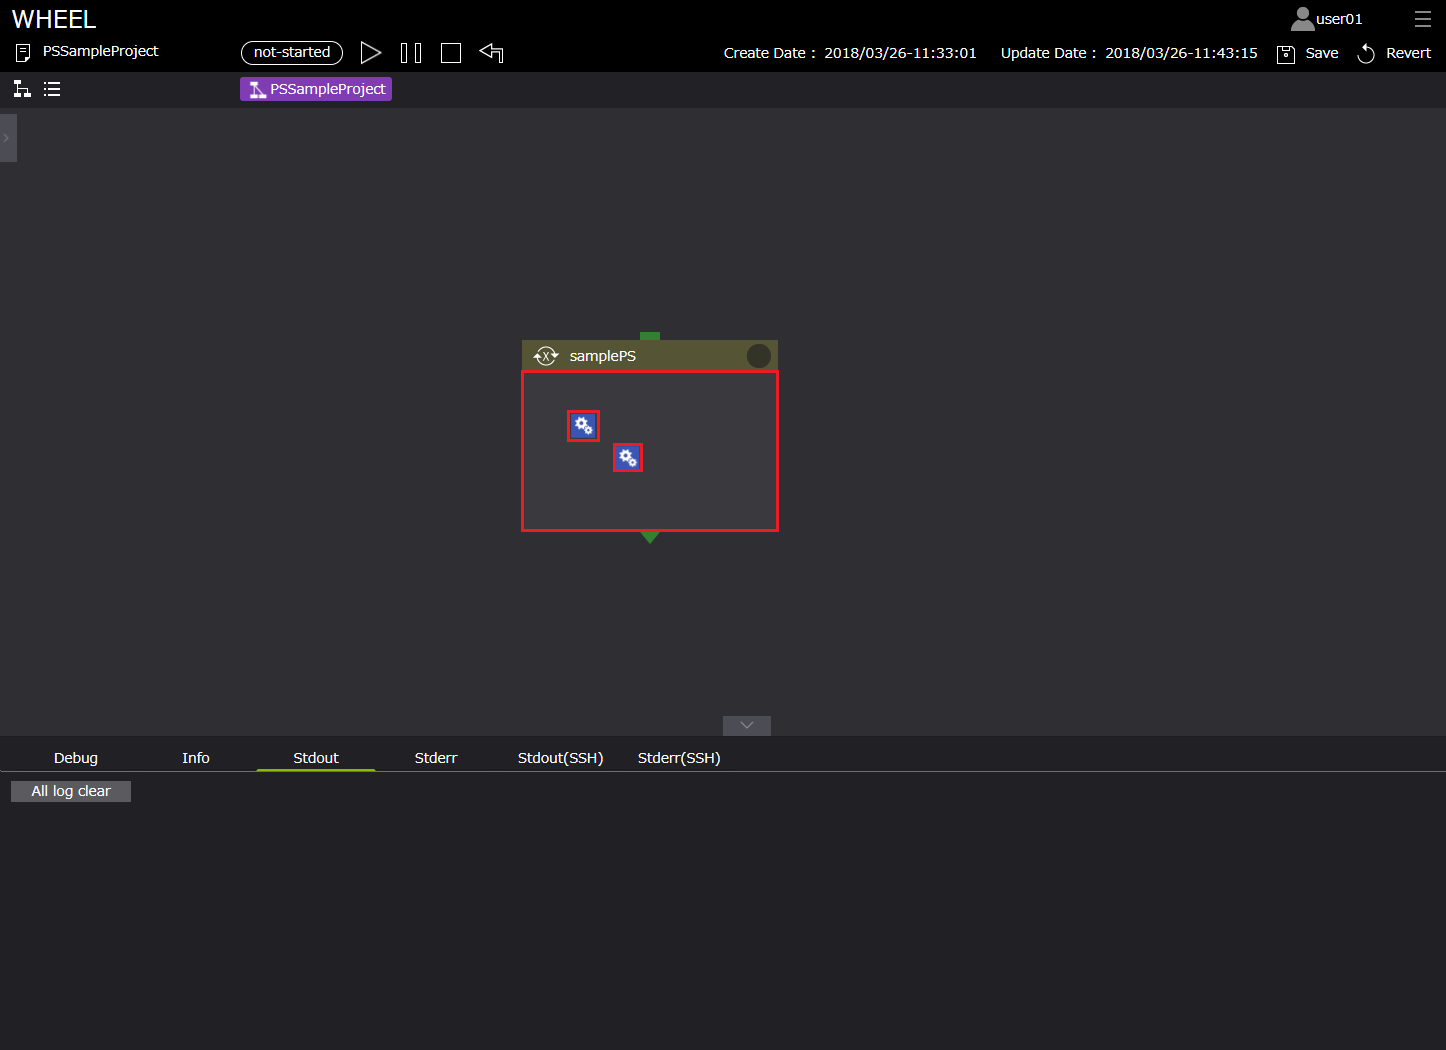 WHEEL
user01
PSSampleProject
not-started
Create Date : 2018/03/26-11:33:01
Update Date : 2018/03/26-11:43:15
Save
Revert
PSSampleProject
X samplePS
Debug
Info
Stdout
Stderr
Stdout(SSH)
Stderr(SSH)
All log clear